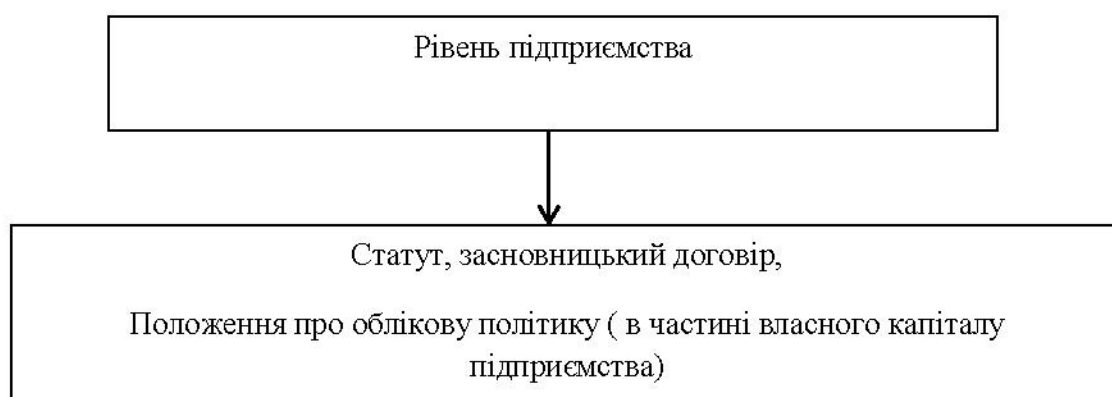 Рівень підприємства
Статут, засновницький договір,
Положення про облікову політику ( в частині власного капіталу
підприємства)